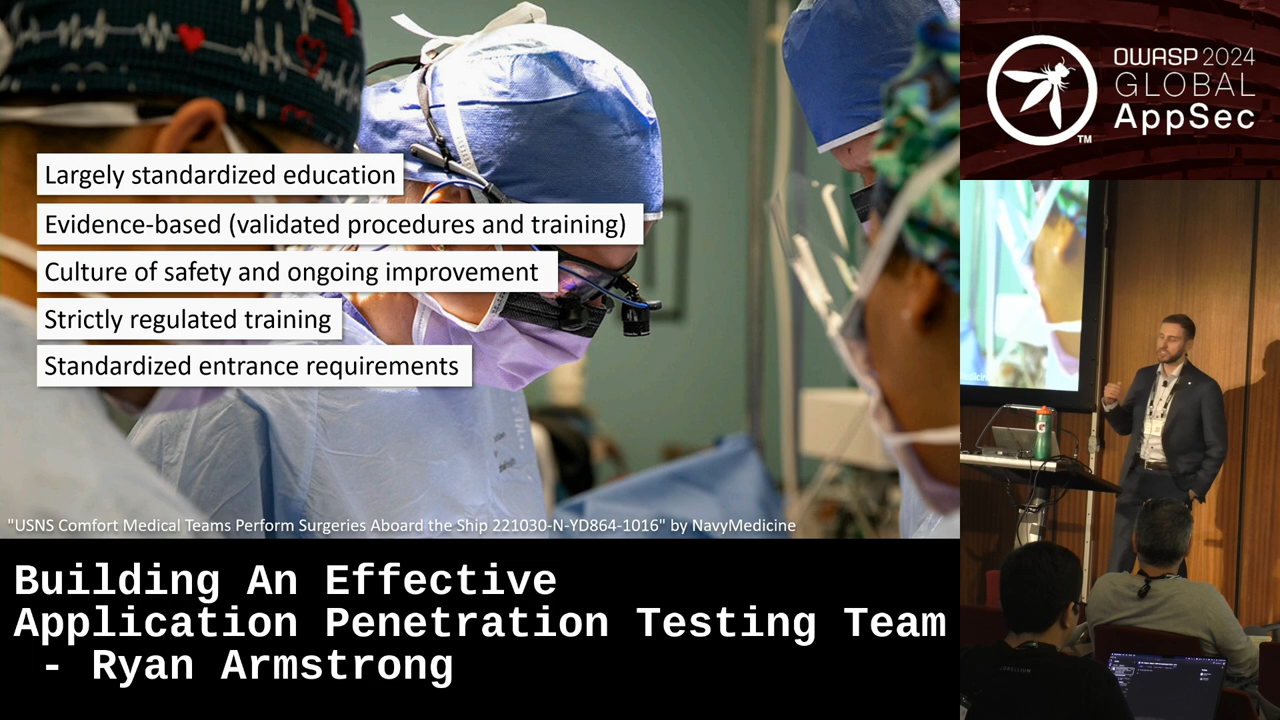 Largely standardized education
Evidence-based (validated procedures and training)
Culture of safety and ongoing improvement
Strictly regulated training
Standardized entrance requirements
"USNS Comfort Medical Teams Perform Surgeries Aboard the Ship 221030-N-YD864-1016" by NavyMedicine
Building An Effective
Application Penetration Testing Team
- Ryan Armstrong
OWASP 2024
GLOBAL
AppSec
TM
G